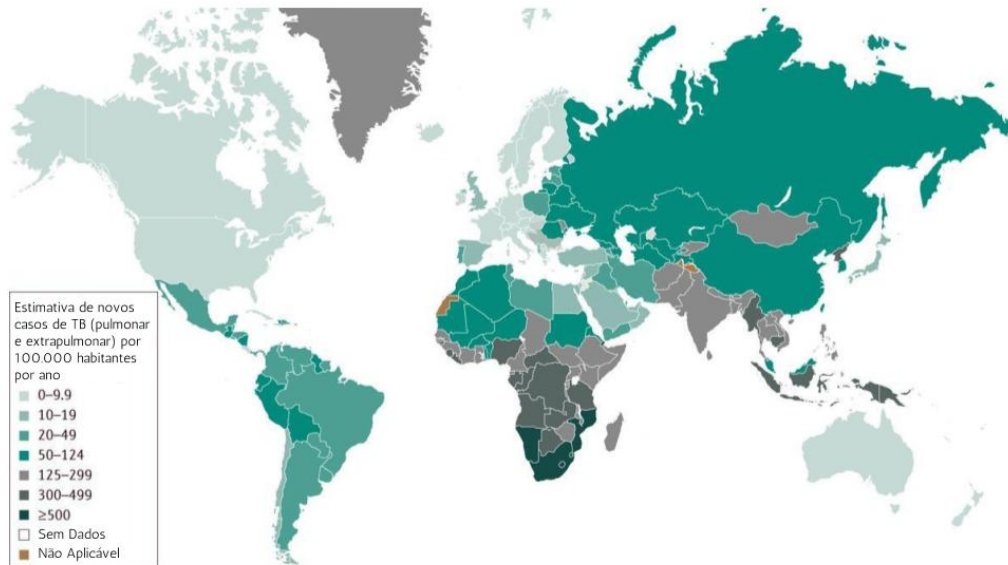 Estimativa de novos
casos de TB (pulmonar
e extrapulmonar) por
100.000 habitantes
por ano
0–9.9
10–19
20–49
50–124
125–299
300–499
≥500
Sem Dados
Não Aplicável